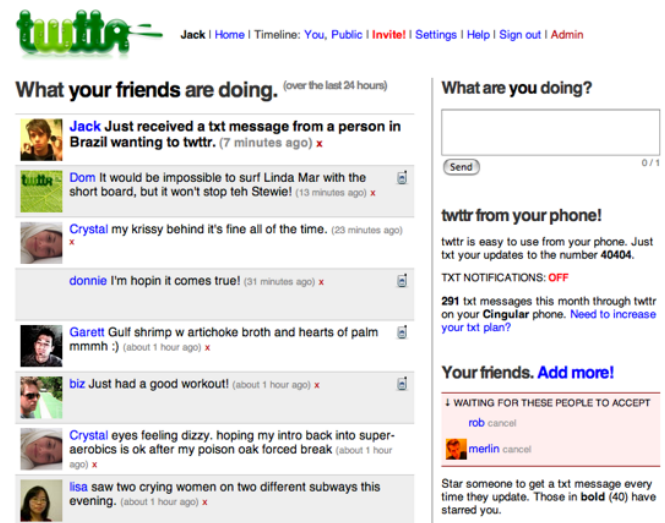 twttr
Jack | Home | Timeline: You, Public | Invite! | Settings | Help | Sign out | Admin
What your friends are doing. (over the last 24 hours)
Jack Just received a txt message from a person in
Brazil wanting to twttr. (7 minutes ago) x
twttr
Dom It would be impossible to surf Linda Mar with the
short board, but it won't stop teh Stewie! (13 minutes ago) x
Crystal my krissy behind it's fine all of the time. (23 minutes ago)
x
donnie I'm hopin it comes true! (31 minutes ago) x
Garett Gulf shrimp w artichoke broth and hearts of palm
mmmh :) (about 1 hour ago) x
biz Just had a good workout! (about 1 hour ago) x
Crystal eyes feeling dizzy. hoping my intro back into super-
aerobics is ok after my poison oak forced break (about 1 hour
ago) x
lisa saw two crying women on two different subways this
evening. (about 1 hour ago) x
What are you doing?
Send
0 / 1
twttr from your phone!
twttr is easy to use from your phone. Just
txt your updates to the number 40404.
TXT NOTIFICATIONS: OFF
291 txt messages this month through twttr
on your Cingular phone. Need to increase
your txt plan?
Your friends. Add more!
↓ WAITING FOR THESE PEOPLE TO ACCEPT
rob cancel
merlin cancel
Star someone to get a txt message every
time they update. Those in bold (40) have
starred you.